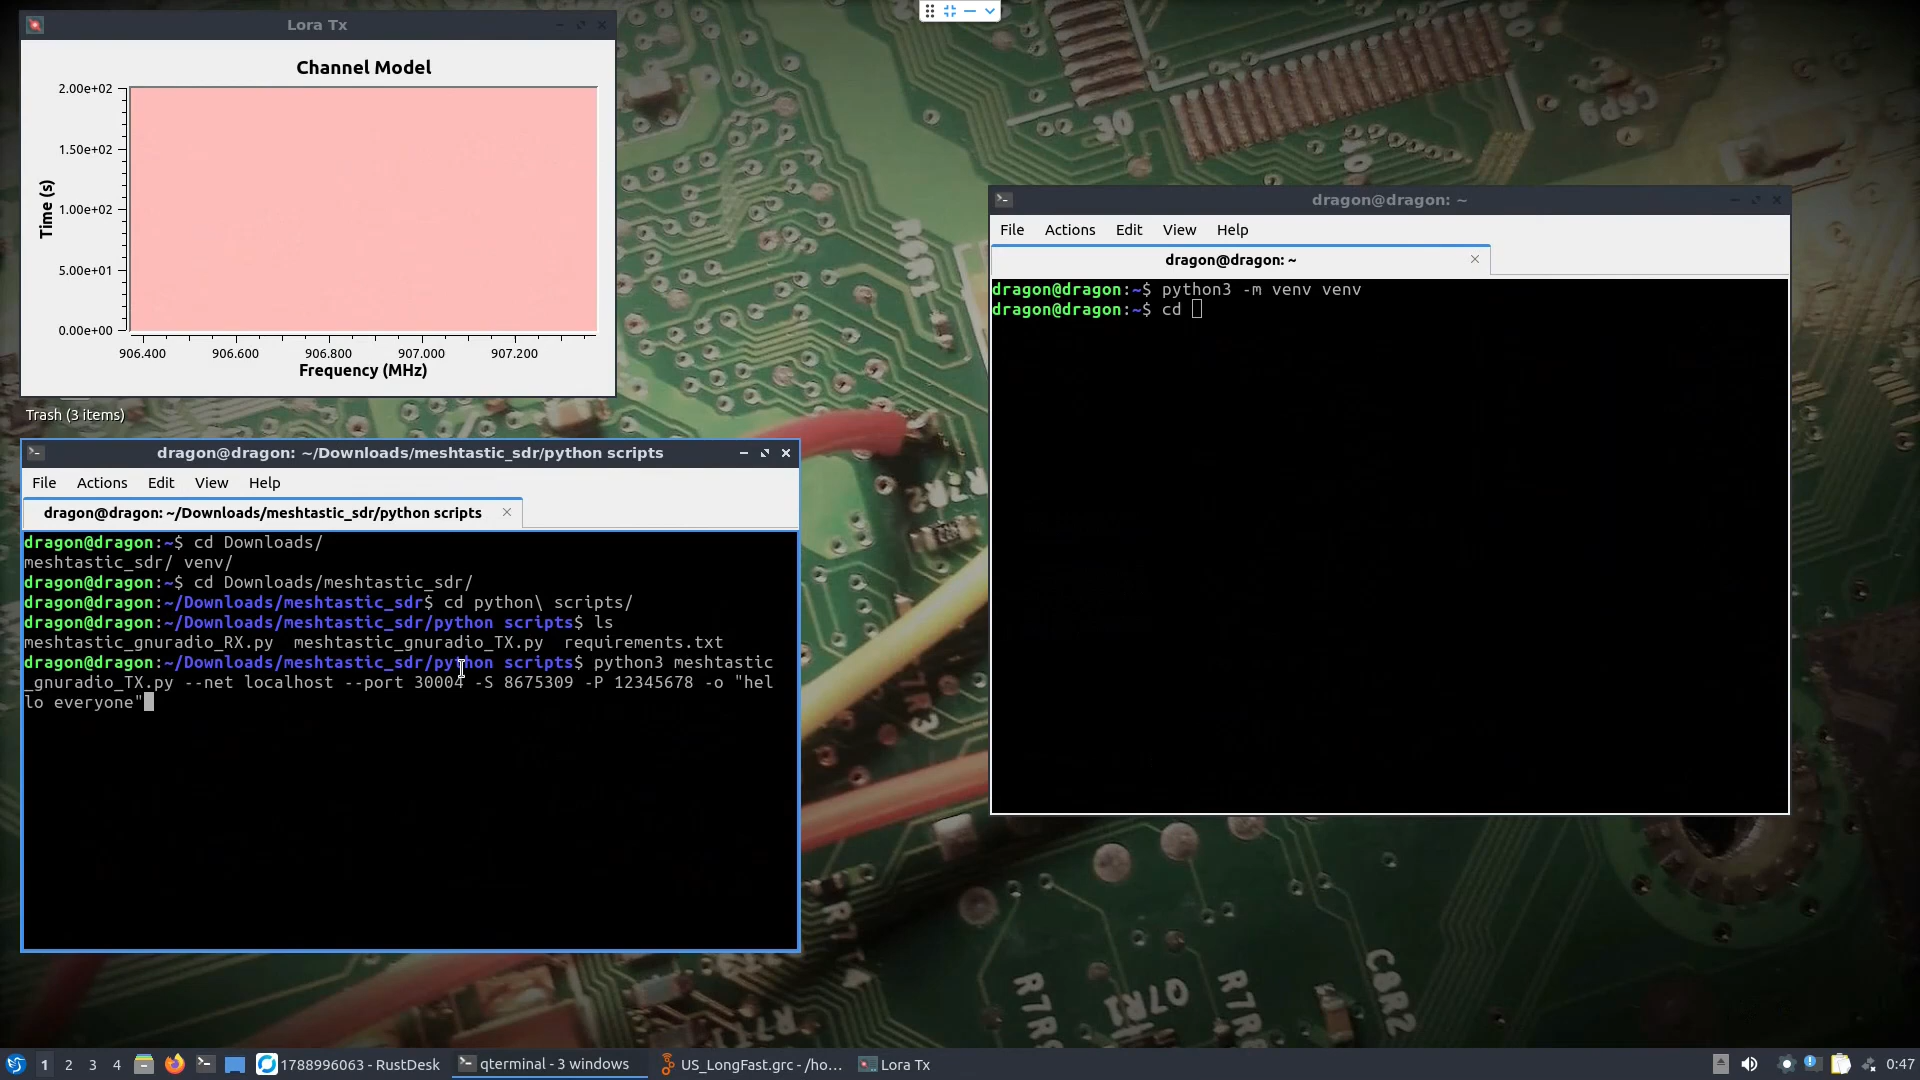 Lora Tx
Channel Model
2.00e+02
1.50e+02
1.00e+02
5.00e+01
0.00e+00
Time (s)
906.400 906.600 906.800 907.000 907.200
Frequency (MHz)
Trash (3 items)
dragon@dragon: ~/Downloads/meshtastic_sdr/python scripts
File Actions Edit View Help
dragon@dragon: ~/Downloads/meshtastic_sdr/python scripts
dragon@dragon:~$ cd Downloads/
meshtastic_sdr/ venv/
dragon@dragon:~$ cd Downloads/meshtastic_sdr/
dragon@dragon:~/Downloads/meshtastic_sdr$ cd python\ scripts/
dragon@dragon:~/Downloads/meshtastic_sdr/python scripts$ ls
meshtastic_gnuradio_RX.py meshtastic_gnuradio_TX.py requirements.txt
dragon@dragon:~/Downloads/meshtastic_sdr/python scripts$ python3 meshtastic
_gnuradio_TX.py --net localhost --port 30004 -S 8675309 -P 12345678 -o "hel
lo everyone"
dragon@dragon: ~
File Actions Edit View Help
dragon@dragon: ~
dragon@dragon:~$ python3 -m venv venv
dragon@dragon:~$ cd
1 2 3 4
1788996063 - RustDesk
qterminal - 3 windows
US_LongFast.grc - /ho...
Lora Tx
0:47